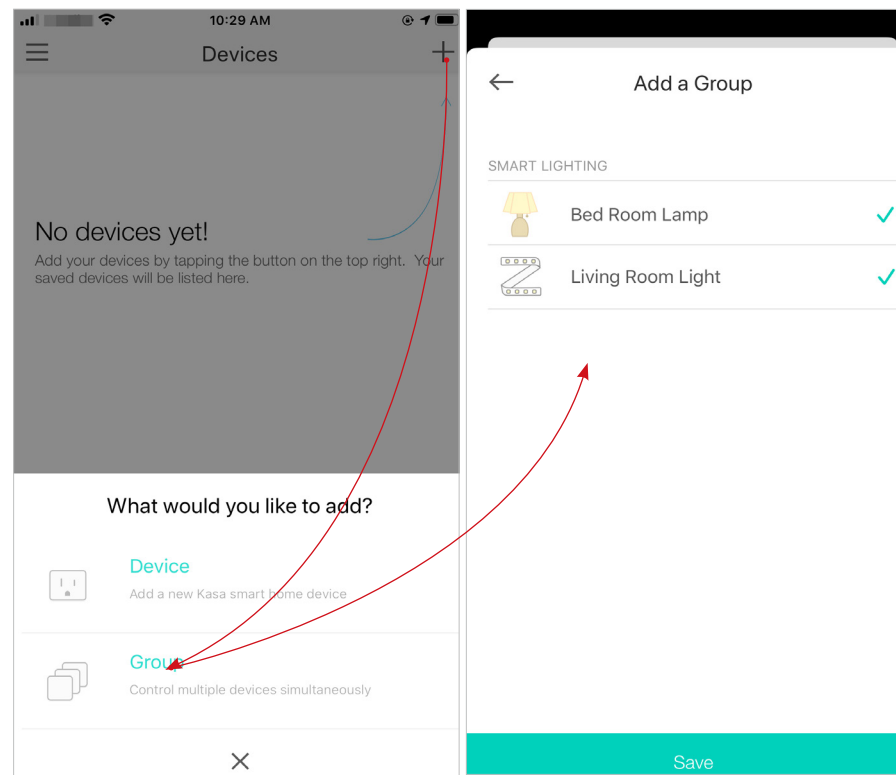 10:29 AM
Devices
No devices yet!
Add your devices by tapping the button on the top right. Your
saved devices will be listed here.
What would you like to add?
Device
Add a new Kasa smart home device
Group
Control multiple devices simultaneously
Add a Group
SMART LIGHTING
Bed Room Lamp
Living Room Light
Save